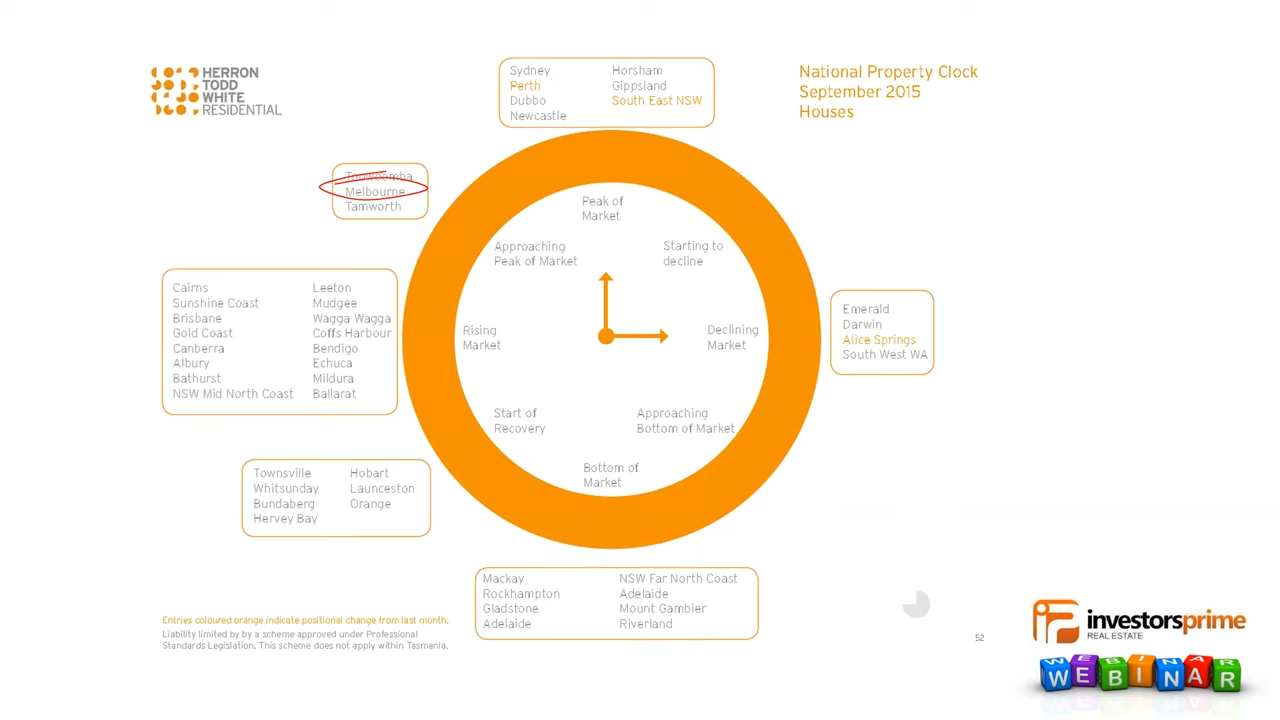 HERRON
TODD
WHITE
RESIDENTIAL
National Property Clock
September 2015
Houses
Sydney
Perth
Dubbo
Newcastle
Horsham
Gippsland
South East NSW
Toowoomba
Melbourne
Tamworth
Peak of
Market
Approaching
Peak of Market
Starting to
decline
Cairns
Sunshine Coast
Brisbane
Gold Coast
Canberra
Albury
Bathurst
NSW Mid North Coast
Leeton
Mudgee
Wagga Wagga
Coffs Harbour
Bendigo
Echuca
Mildura
Ballarat
Rising
Market
Declining
Market
Emerald
Darwin
Alice Springs
South West WA
Start of
Recovery
Approaching
Bottom of Market
Bottom of
Market
Townsville
Whitsunday
Bundaberg
Hervey Bay
Hobart
Launceston
Orange
Mackay
Rockhampton
Gladstone
Adelaide
NSW Far North Coast
Adelaide
Mount Gambier
Riverland
Entries coloured orange indicate positional change from last month.
Liability limited by by a scheme approved under Professional
Standards Legislation. This scheme does not apply within Tasmania.
52
investorsprime
REAL ESTATE
WEBINAR